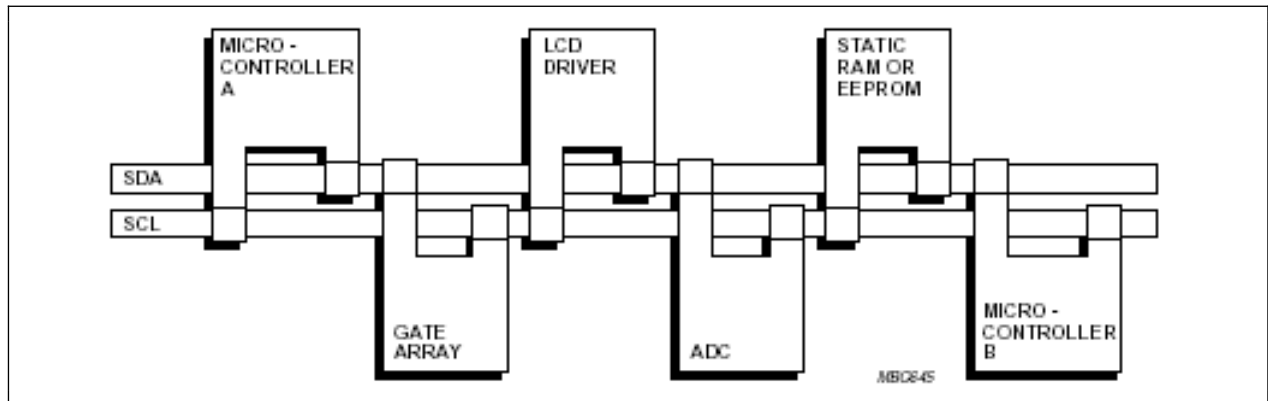 MICRO -
CONTROLLER
A
LCD
DRIVER
STATIC
RAM OR
EEPROM
SDA
SCL
GATE
ARRAY
ADC
MICRO -
CONTROLLER
B
MBC645